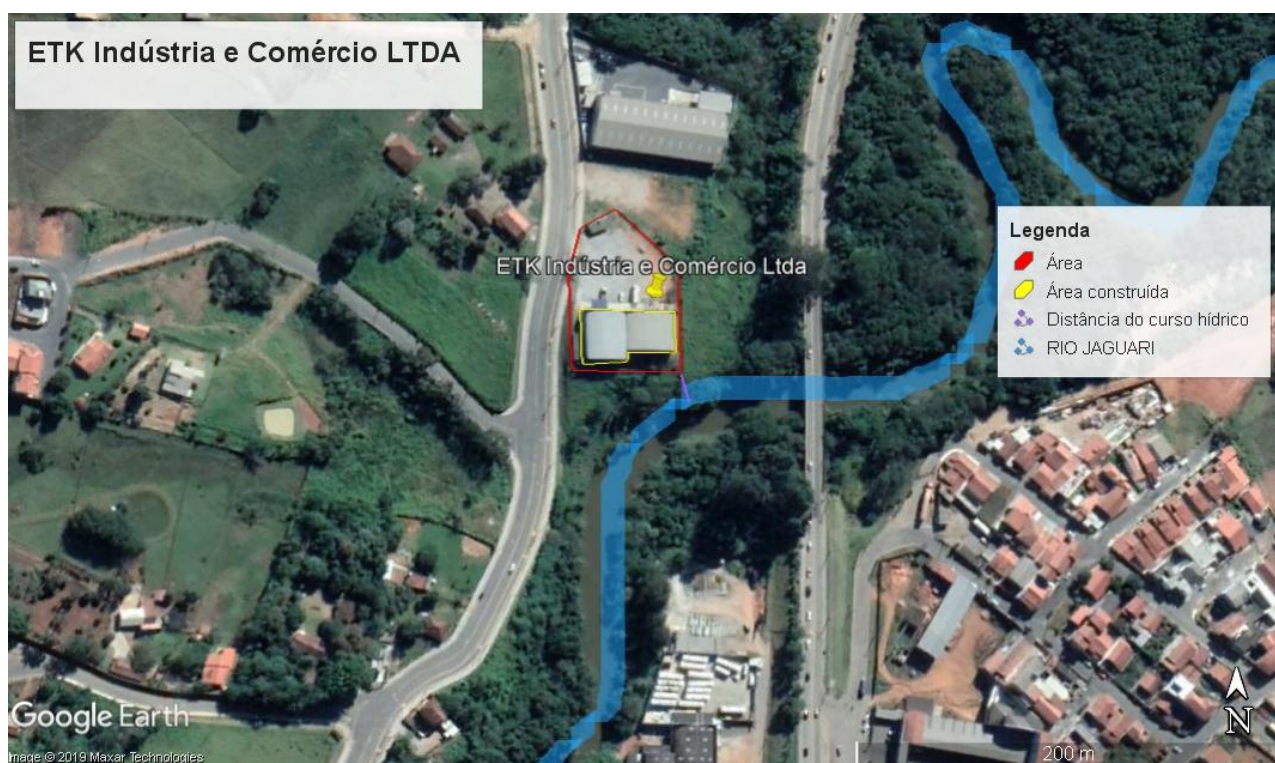 ETK Indústria e Comércio LTDA
ETK Indústria e Comércio Ltda
Legenda
Área
Área construída
Distância do curso hídrico
RIO JAGUARI
Google Earth
Image © 2019 Maxar Technologies
N
200 m